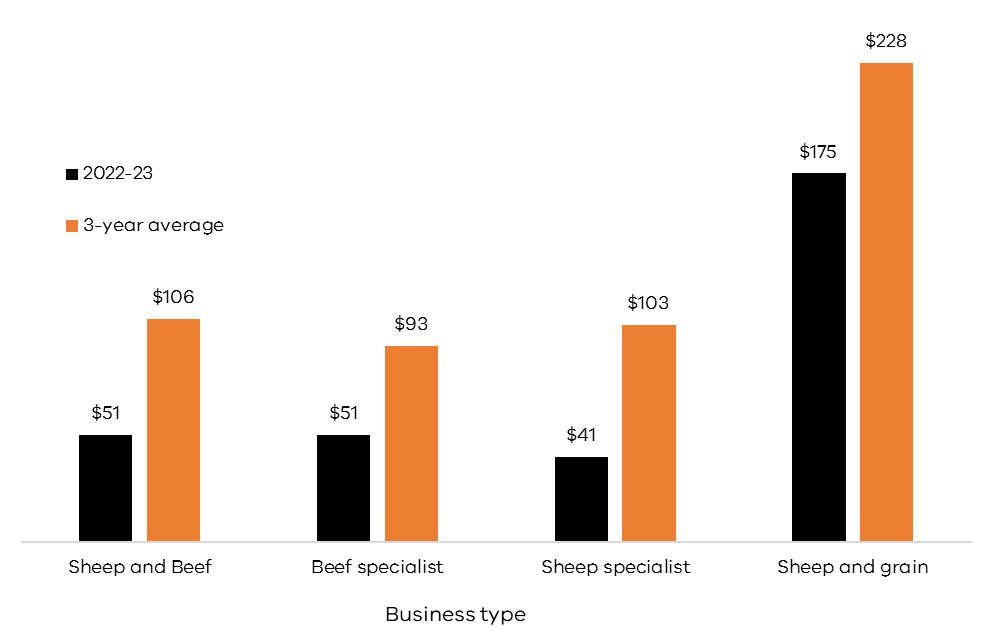 $228
$175
2022-23
3-year average
$106
$103
$93
$51
$51
$41
Sheep and Beef
Beef specialist
Sheep specialist
Sheep and grain
Business type